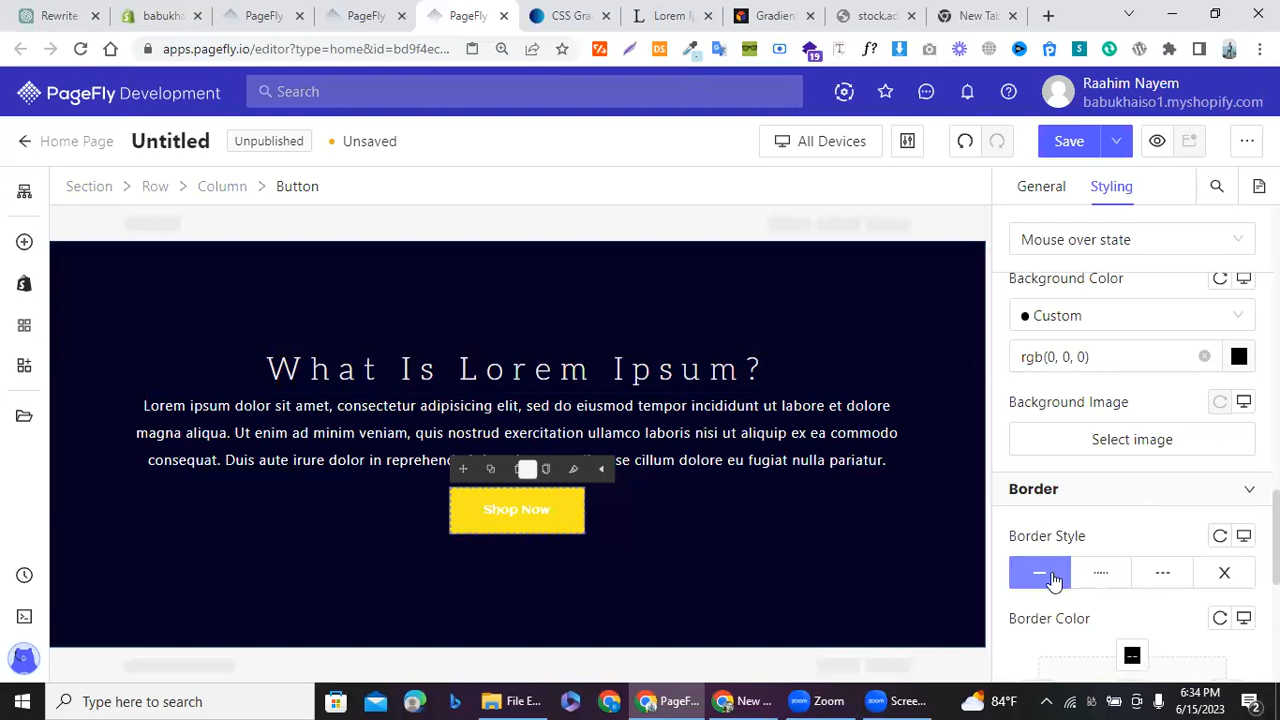 Rewrite
babukh
PageFly
PageFly
PageFly
CSS Gra
Lorem I
Gradien
stock.ad
New Tab
apps.pagefly.io/editor?type=home&id=bd9f4ec...
19
PageFly Development
Search
Raahim Nayem
babukhaiso1.myshopify.com
Home Page
Untitled
Unpublished
Unsaved
All Devices
Save
Section > Row > Column > Button
General
Styling
Mouse over state
Background Color
Custom
rgb(0, 0, 0)
Background Image
Select image
Border
Border Style
Border Color
What Is Lorem Ipsum?
Lorem ipsum dolor sit amet, consectetur adipisicing elit, sed do eiusmod tempor incididunt ut labore et dolore
magna aliqua. Ut enim ad minim veniam, quis nostrud exercitation ullamco laboris nisi ut aliquip ex ea commodo
consequat. Duis aute irure dolor in reprehend se cillum dolore eu fugiat nulla pariatur.
Shop Now
Type here to search
File E...
PageF...
New ...
Zoom
Scree...
84°F
6:34 PM
6/15/2023
2